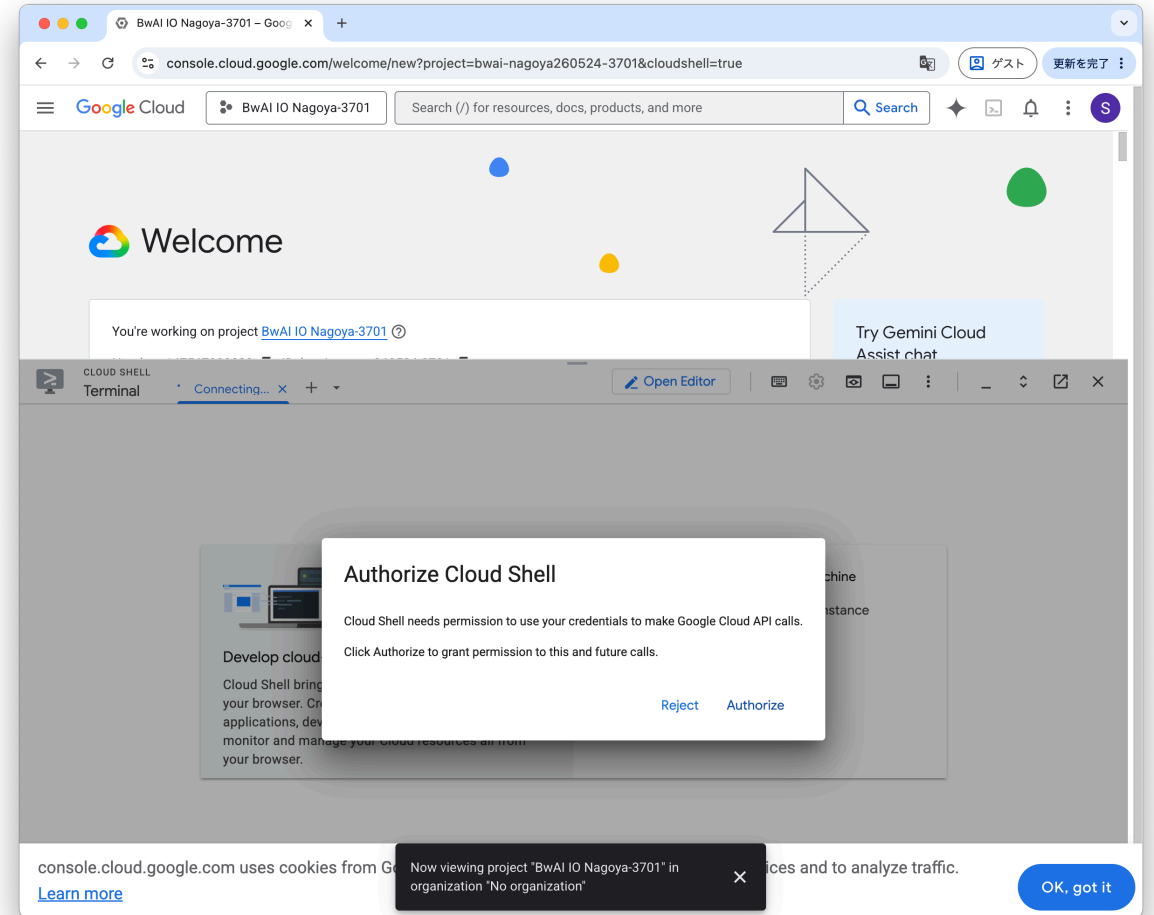 BwAI IO Nagoya-3701 – Goog
console.cloud.google.com/welcome/new?project=bwai-nagoya260524-3701&cloudshell=true
ゲスト
更新を完了
Google Cloud
BwAI IO Nagoya-3701
Search (/) for resources, docs, products, and more
Search
S
Welcome
You're working on project BwAI IO Nagoya-3701
Try Gemini Cloud
Assist chat
CLOUD SHELL
Terminal
Connecting...
Open Editor
Authorize Cloud Shell
Cloud Shell needs permission to use your credentials to make Google Cloud API calls.
Click Authorize to grant permission to this and future calls.
Reject
Authorize
chine
nstance
Develop cloud
Cloud Shell bring
your browser. Cr
applications, dev
monitor and manage your Cloud resources all from
your browser.
console.cloud.google.com uses cookies from G
ices and to analyze traffic.
Learn more
Now viewing project "BwAI IO Nagoya-3701" in
organization "No organization"
OK, got it